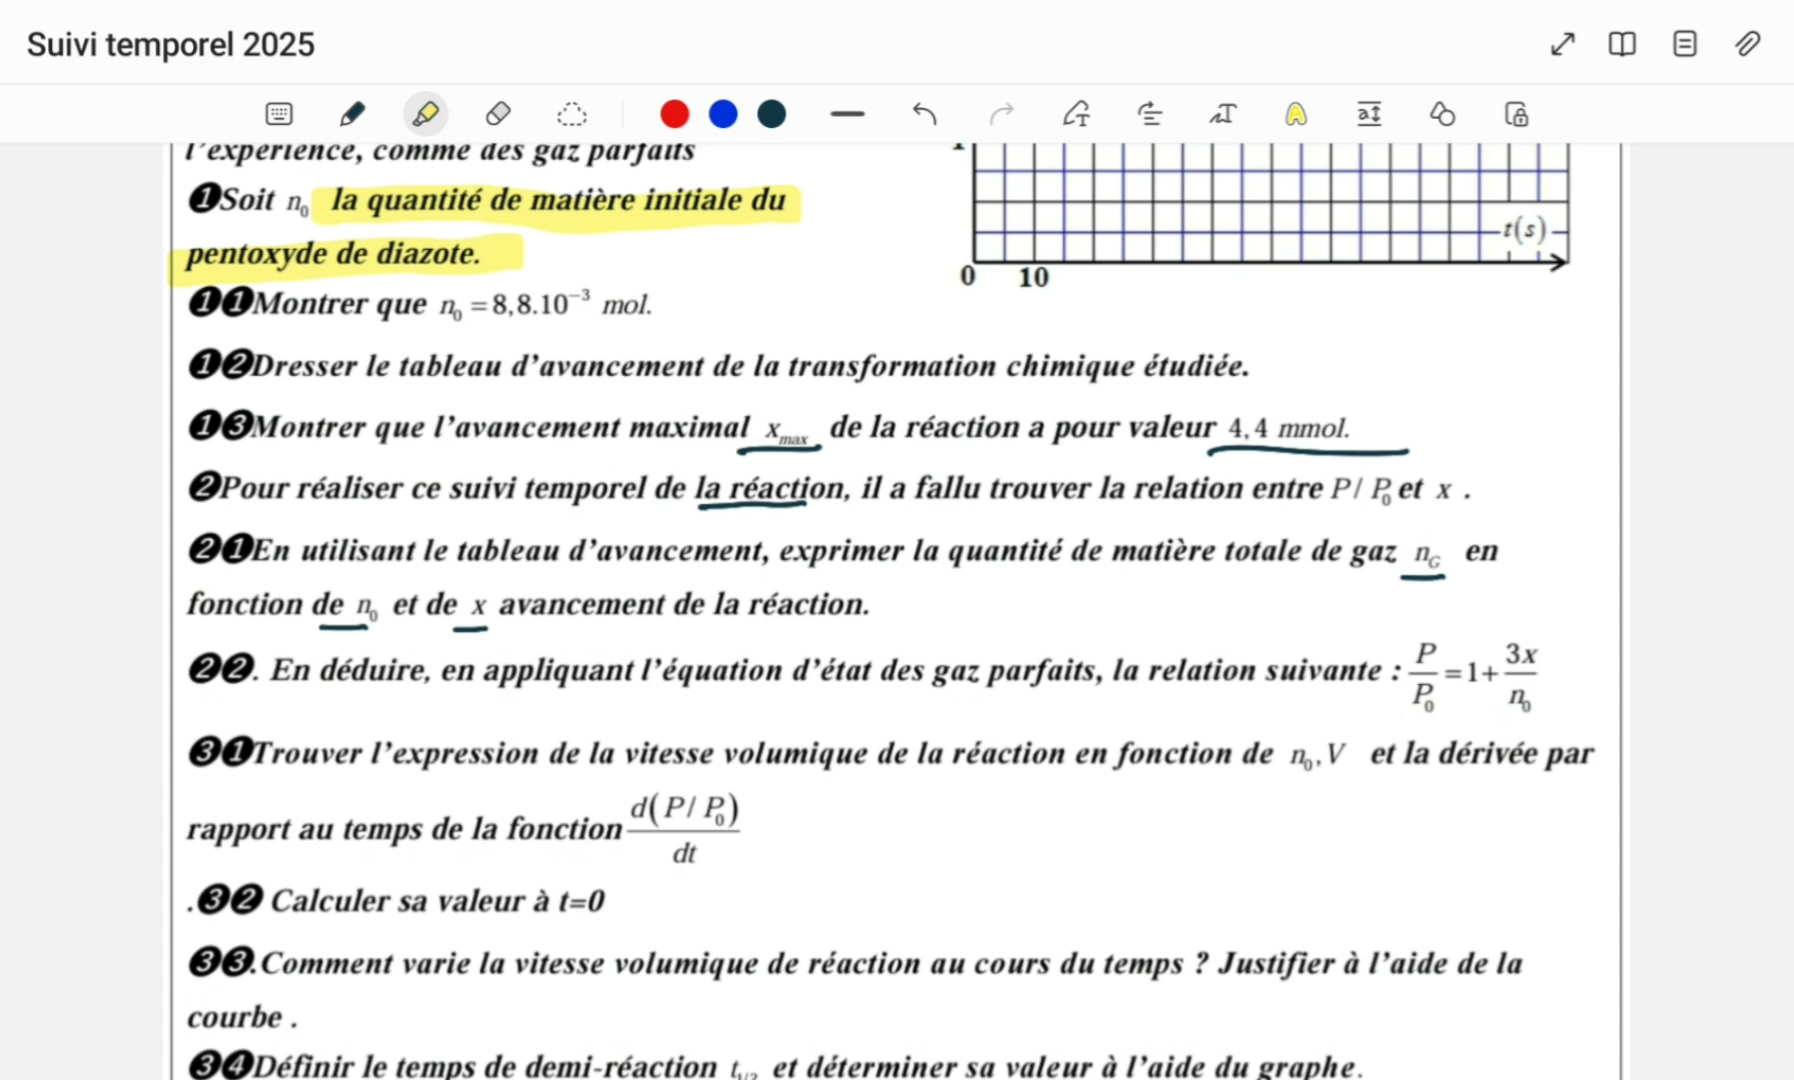 Suivi temporel 2025
l'expérience, comme des gaz parfaits
1
❶Soit n₀ la quantité de matière initiale du
pentoxyde de diazote.
t(s)
0 10
❶❶Montrer que n₀ = 8,8.10⁻³ mol.
❶❷Dresser le tableau d'avancement de la transformation chimique étudiée.
❶❸Montrer que l'avancement maximal xₘₐₓ de la réaction a pour valeur 4,4 mmol.
❷Pour réaliser ce suivi temporel de la réaction, il a fallu trouver la relation entre P / P₀ et x .
❷❶En utilisant le tableau d'avancement, exprimer la quantité de matière totale de gaz n_G en
fonction de n₀ et de x avancement de la réaction.
❷❷. En déduire, en appliquant l'équation d'état des gaz parfaits, la relation suivante : P/P₀ = 1+ 3x/n₀
❸❶Trouver l'expression de la vitesse volumique de la réaction en fonction de n₀, V et la dérivée par
rapport au temps de la fonction d(P / P₀)/dt
.❸❷ Calculer sa valeur à t=0
❸❸.Comment varie la vitesse volumique de réaction au cours du temps ? Justifier à l'aide de la
courbe .
❸❹Définir le temps de demi-réaction t₁/₂ et déterminer sa valeur à l'aide du graphe.